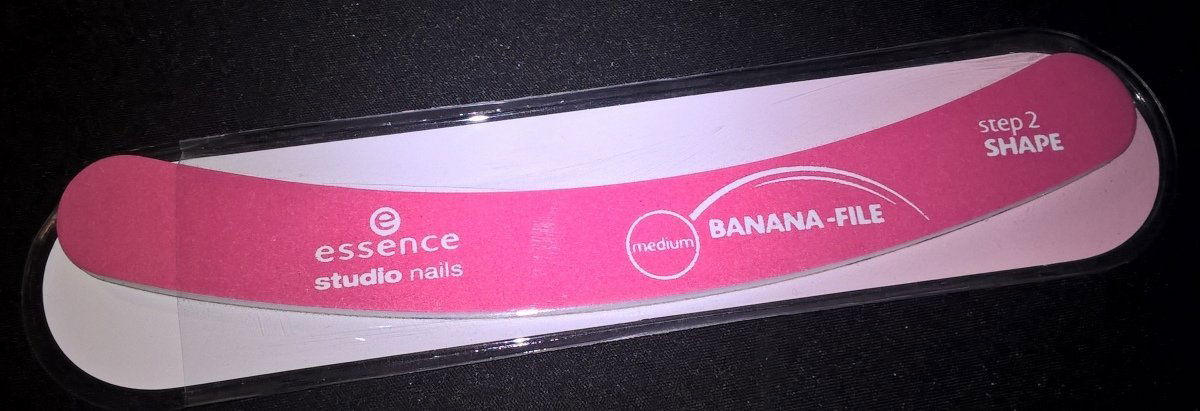 essence
studio nails
medium
BANANA-FILE
step 2
SHAPE